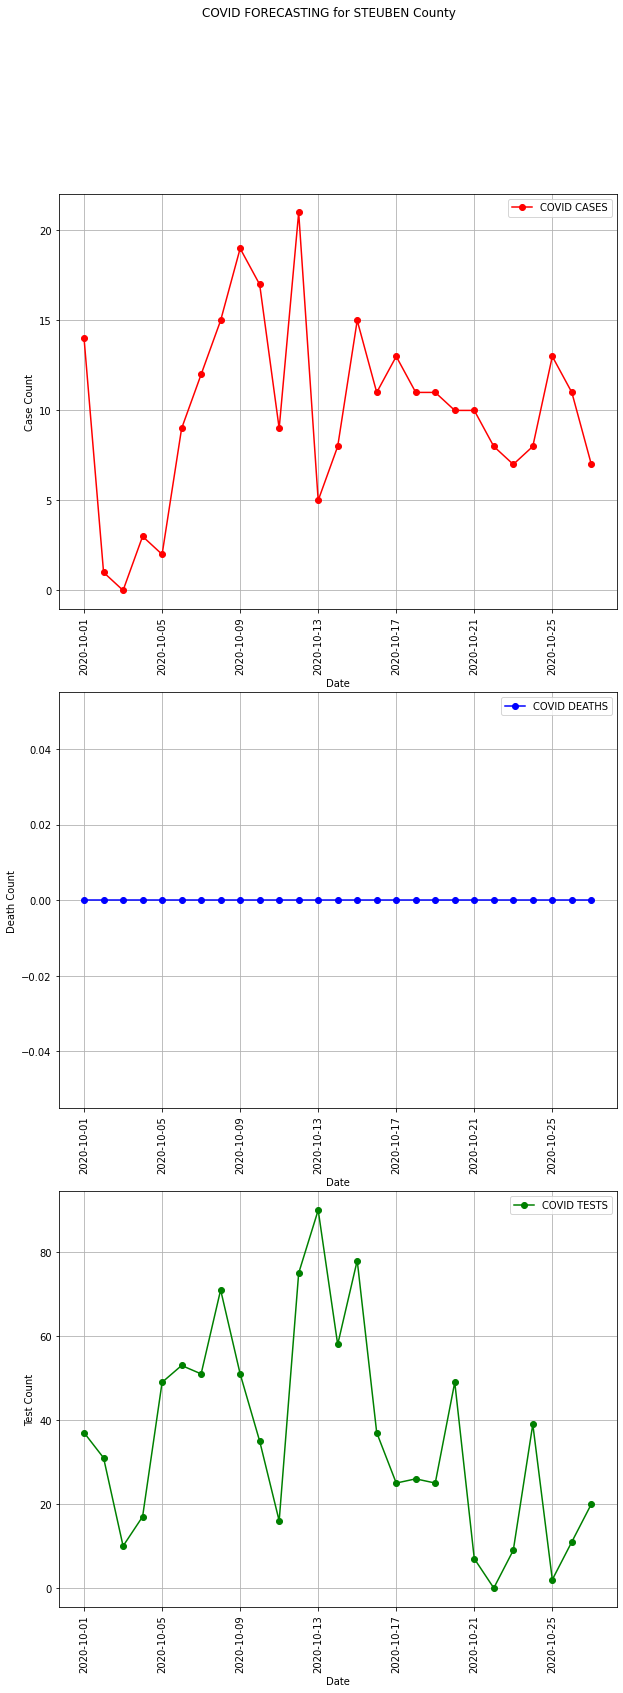 COVID FORECASTING for STEUBEN County
COVID CASES
20
15
10
5
0
Case Count
2020-10-01 2020-10-05 2020-10-09 2020-10-13 2020-10-17 2020-10-21 2020-10-25
Date
COVID DEATHS
0.04
0.02
0.00
−0.02
−0.04
Death Count
2020-10-01 2020-10-05 2020-10-09 2020-10-13 2020-10-17 2020-10-21 2020-10-25
Date
COVID TESTS
80
60
40
20
0
Test Count
2020-10-01 2020-10-05 2020-10-09 2020-10-13 2020-10-17 2020-10-21 2020-10-25
Date